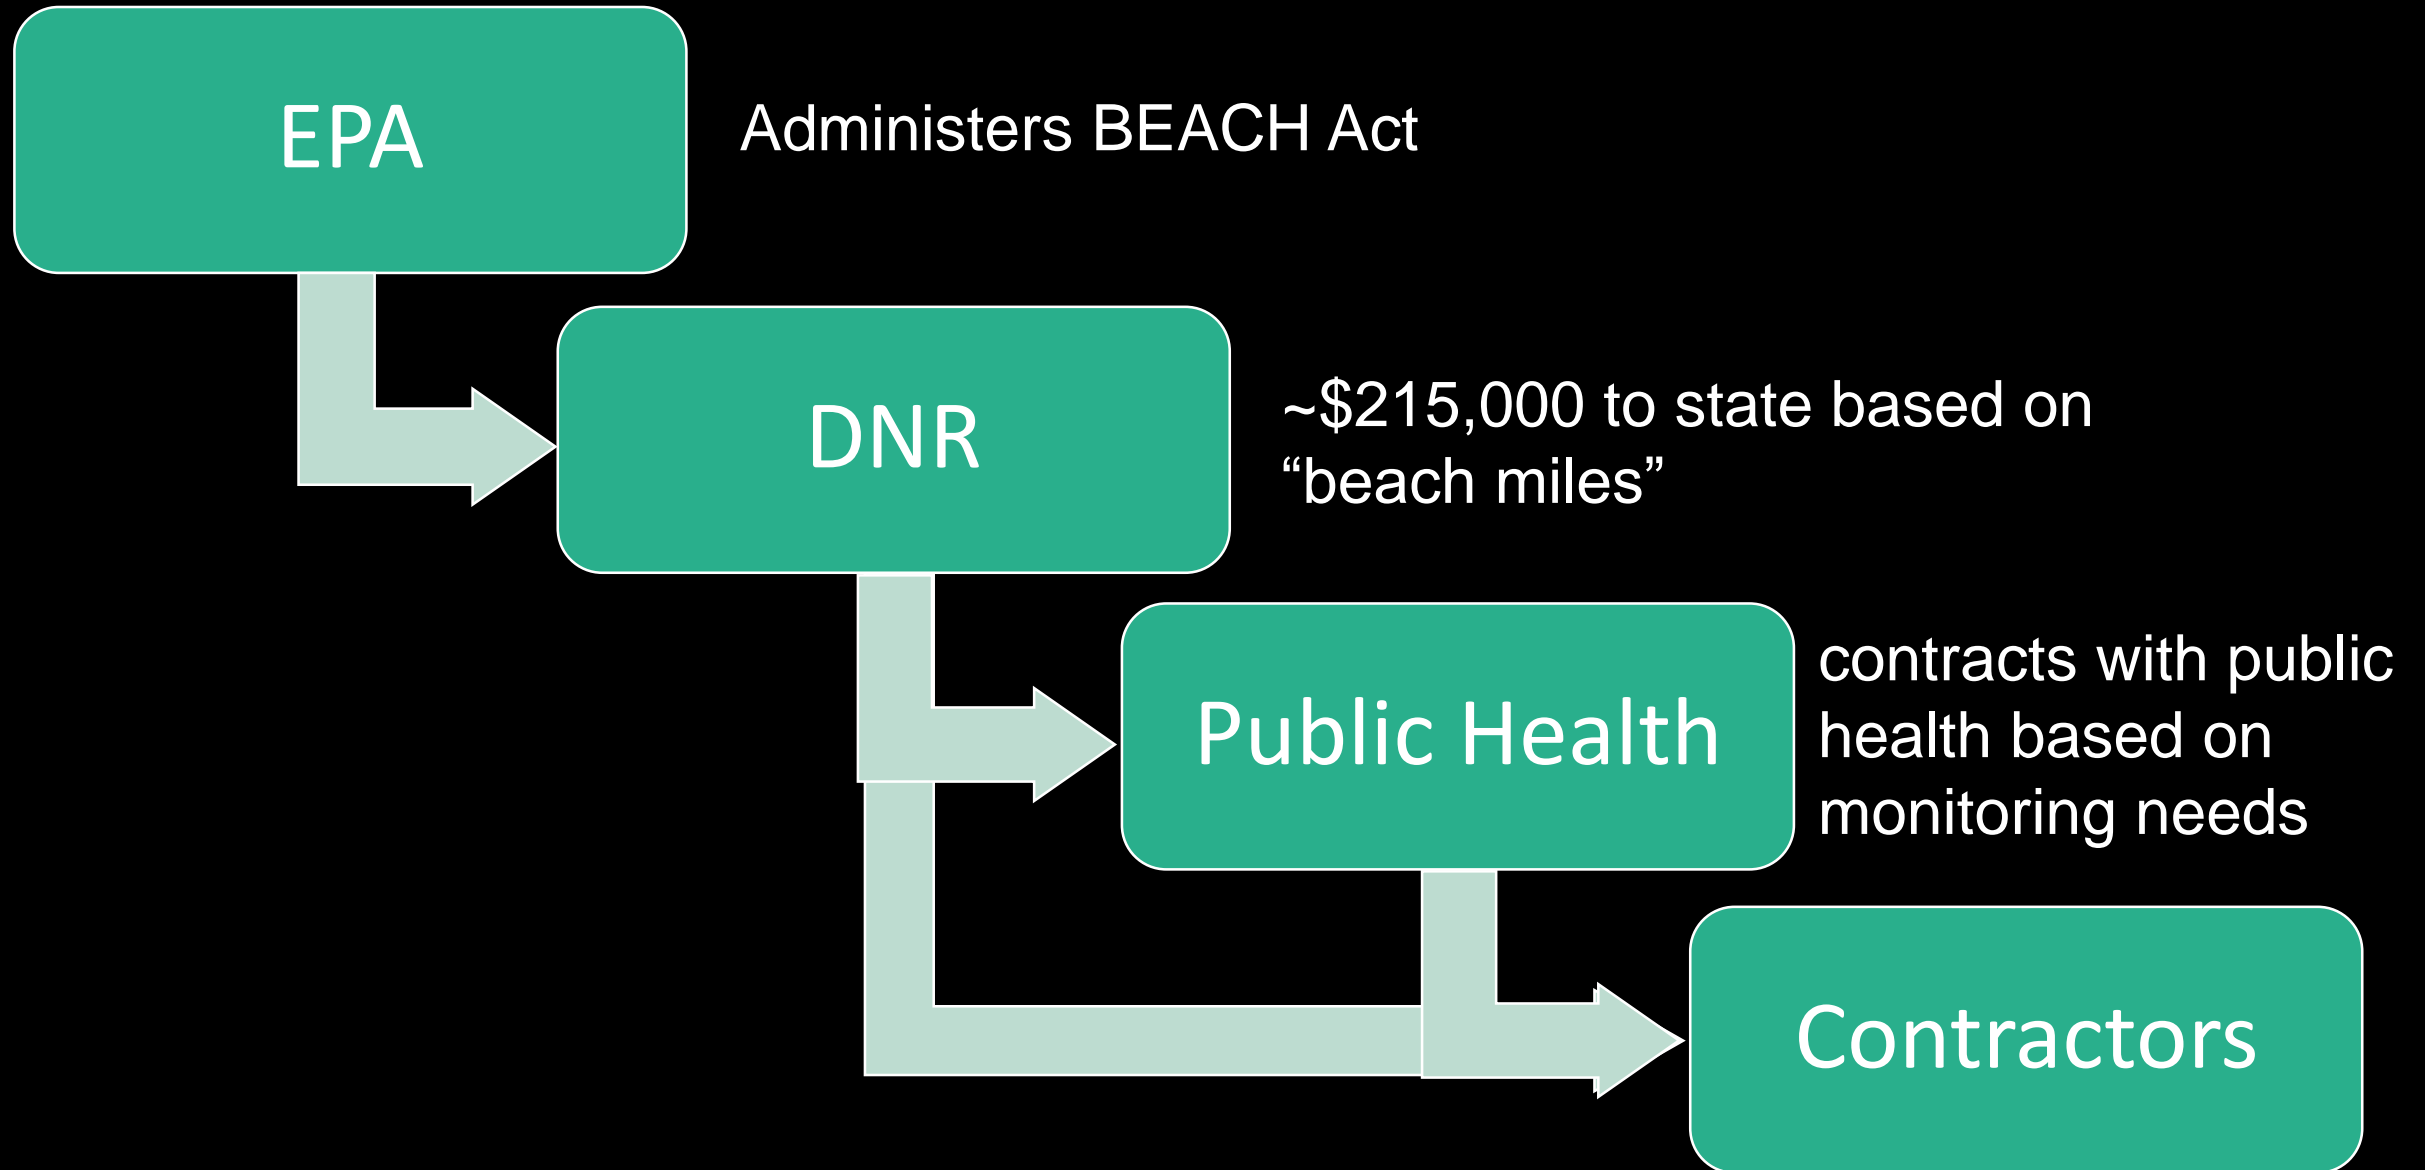 EPA
Administers BEACH Act
DNR
~$215,000 to state based on
“beach miles”
Public Health
contracts with public
health based on
monitoring needs
Contractors